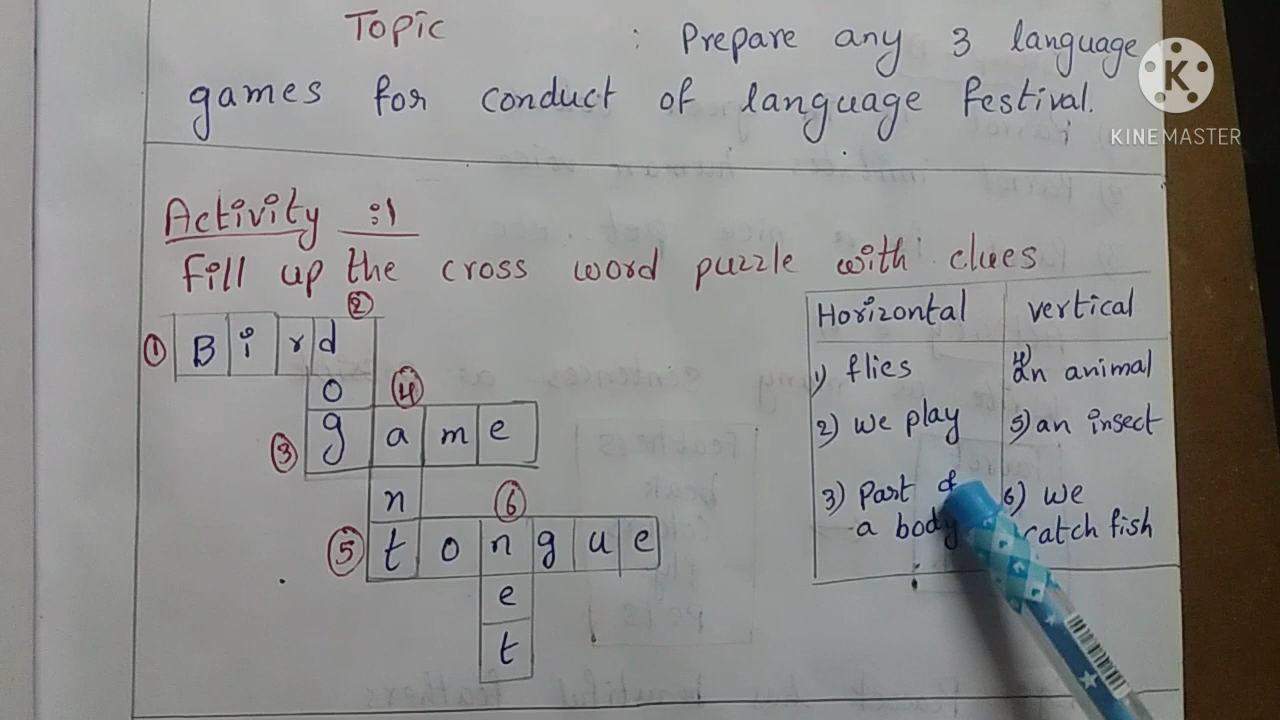 Topic : Prepare any 3 language
games for conduct of language festival.
K
KINEMASTER
Activity :1
Fill up the cross word puzzle with clues
②
① B i r d
o ④
③ g a m e
n ⑥
⑤ t o n g u e
e
t
Horizontal vertical
1) flies an animal
2) we play 5) an insect
3) Part of 6) we
a body catch fish